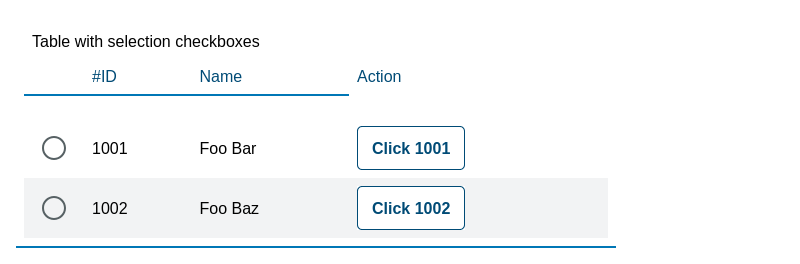 Table with selection checkboxes
#ID Name Action
1001 Foo Bar Click 1001
1002 Foo Baz Click 1002